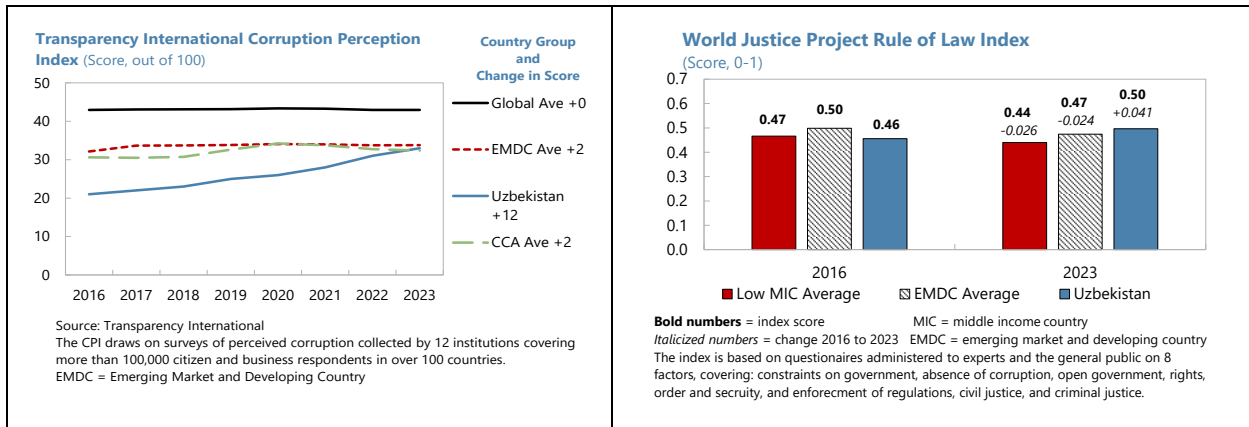 Transparency International Corruption Perception
Index (Score, out of 100)
Country Group
and
Change in Score
50
40
30
20
10
0
2016 2017 2018 2019 2020 2021 2022 2023
Global Ave +0
EMDC Ave +2
Uzbekistan
+12
CCA Ave +2
Source: Transparency International
The CPI draws on surveys of perceived corruption collected by 12 institutions covering
more than 100,000 citizen and business respondents in over 100 countries.
EMDC = Emerging Market and Developing Country
World Justice Project Rule of Law Index
(Score, 0-1)
0.7
0.6
0.5
0.4
0.3
0.2
0.1
0.0
0.47 0.50 0.46
0.44 0.47 0.50
-0.026 -0.024 +0.041
2016 2023
Low MIC Average EMDC Average Uzbekistan
Bold numbers = index score MIC = middle income country
Italicized numbers = change 2016 to 2023 EMDC = emerging market and developing country
The index is based on questionaires administered to experts and the general public on 8
factors, covering: constraints on government, absence of corruption, open government, rights,
order and secruity, and enforecment of regulations, civil justice, and criminal justice.